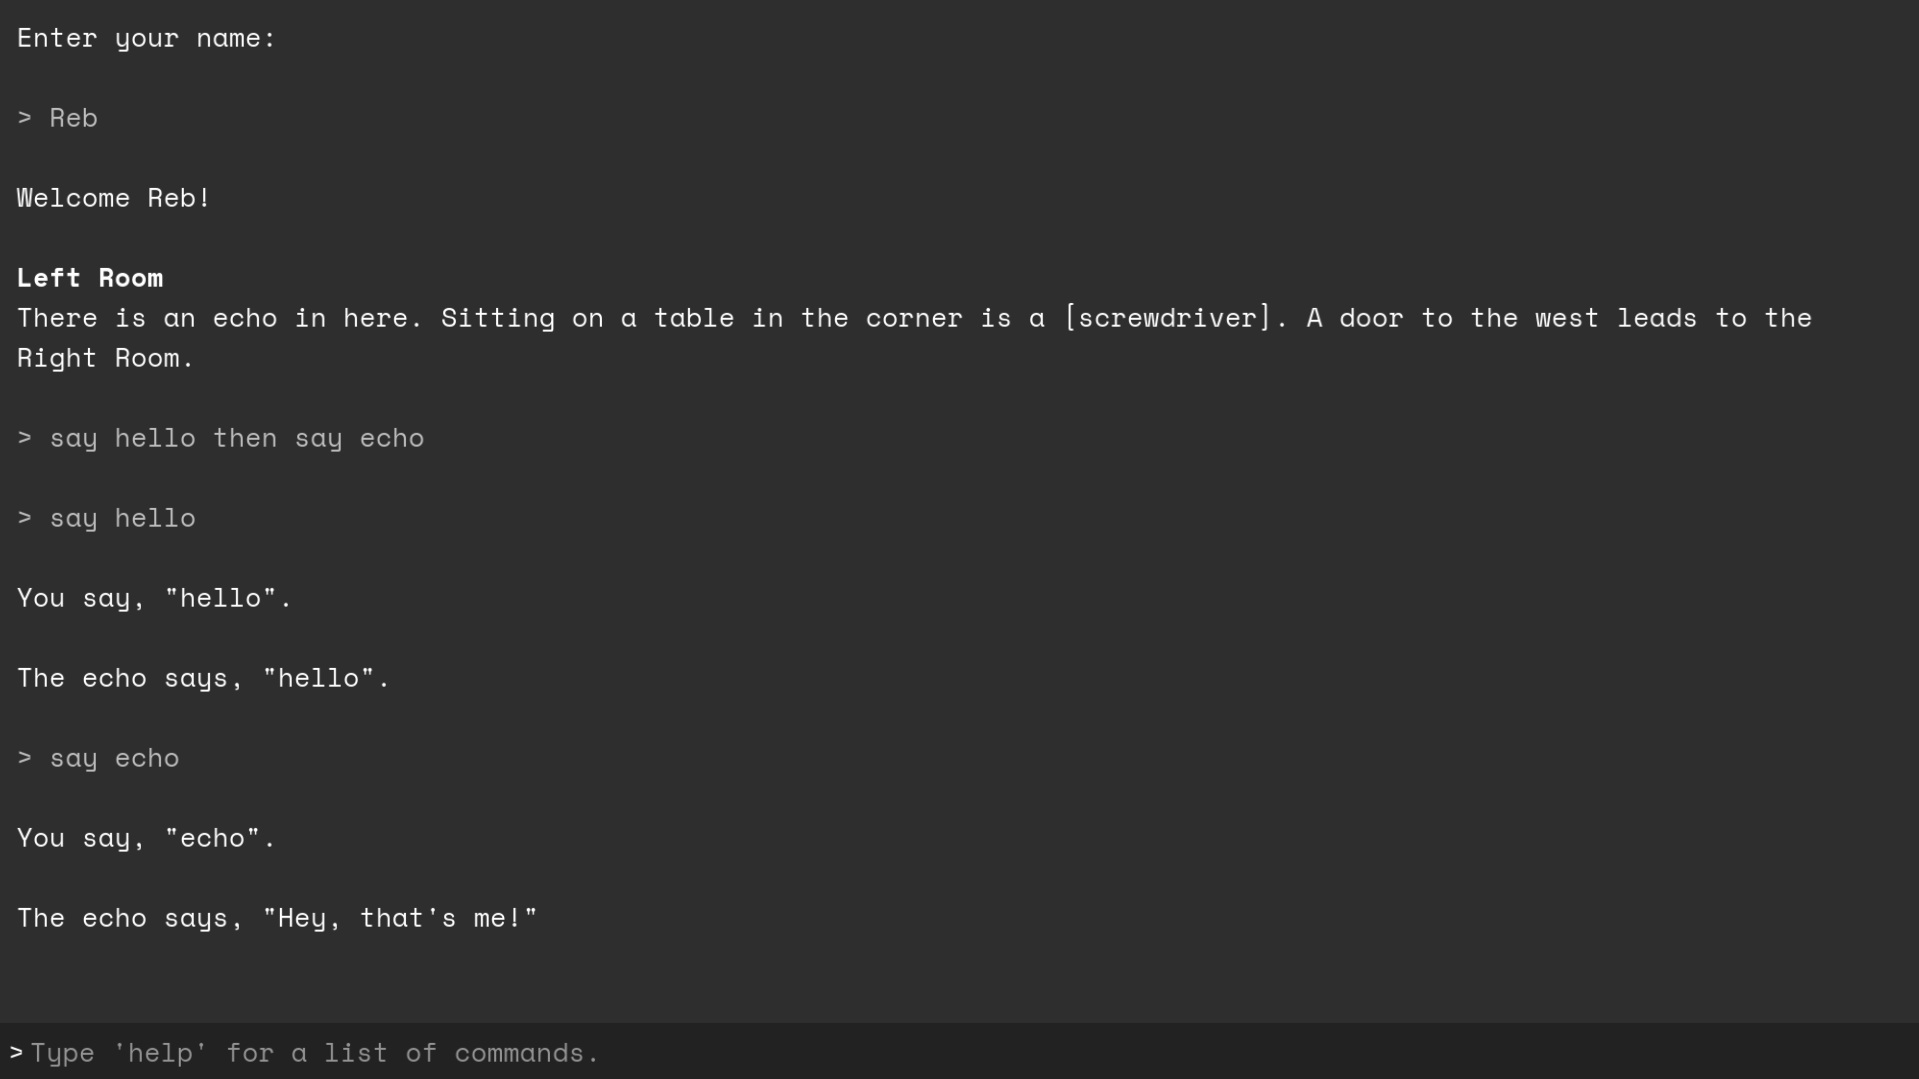 Enter your name:
> Reb
Welcome Reb!
Left Room
There is an echo in here. Sitting on a table in the corner is a [screwdriver]. A door to the west leads to the
Right Room.
> say hello then say echo
> say hello
You say, "hello".
The echo says, "hello".
> say echo
You say, "echo".
The echo says, "Hey, that's me!"
> Type 'help' for a list of commands.